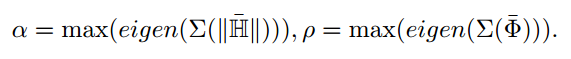 α = max(eigen(Σ(‖ℍ̄‖))), ρ = max(eigen(Σ(Φ̄))).